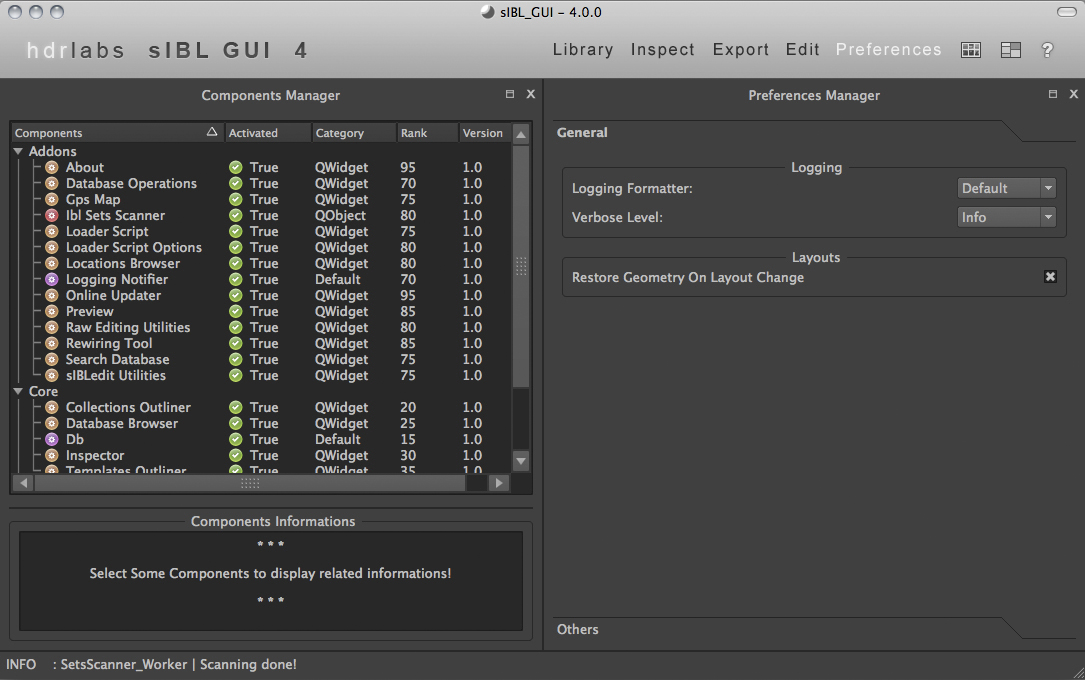 sIBL_GUI - 4.0.0
hdrlabs sIBL GUI 4
Library Inspect Export Edit Preferences ?
Components Manager
Components Activated Category Rank Version
Addons
About True QWidget 95 1.0
Database Operations True QWidget 70 1.0
Gps Map True QWidget 75 1.0
Ibl Sets Scanner True QObject 80 1.0
Loader Script True QWidget 75 1.0
Loader Script Options True QWidget 80 1.0
Locations Browser True QWidget 80 1.0
Logging Notifier True Default 70 1.0
Online Updater True QWidget 95 1.0
Preview True QWidget 85 1.0
Raw Editing Utilities True QWidget 80 1.0
Rewiring Tool True QWidget 85 1.0
Search Database True QWidget 75 1.0
sIBLedit Utilities True QWidget 75 1.0
Core
Collections Outliner True QWidget 20 1.0
Database Browser True QWidget 25 1.0
Db True Default 15 1.0
Inspector True QWidget 30 1.0
Templates Outliner True QWidget 35 1.0
Components Informations
* * *
Select Some Components to display related informations!
* * *
Preferences Manager
General
Logging
Logging Formatter: Default
Verbose Level: Info
Layouts
Restore Geometry On Layout Change
Others
INFO : SetsScanner_Worker | Scanning done!